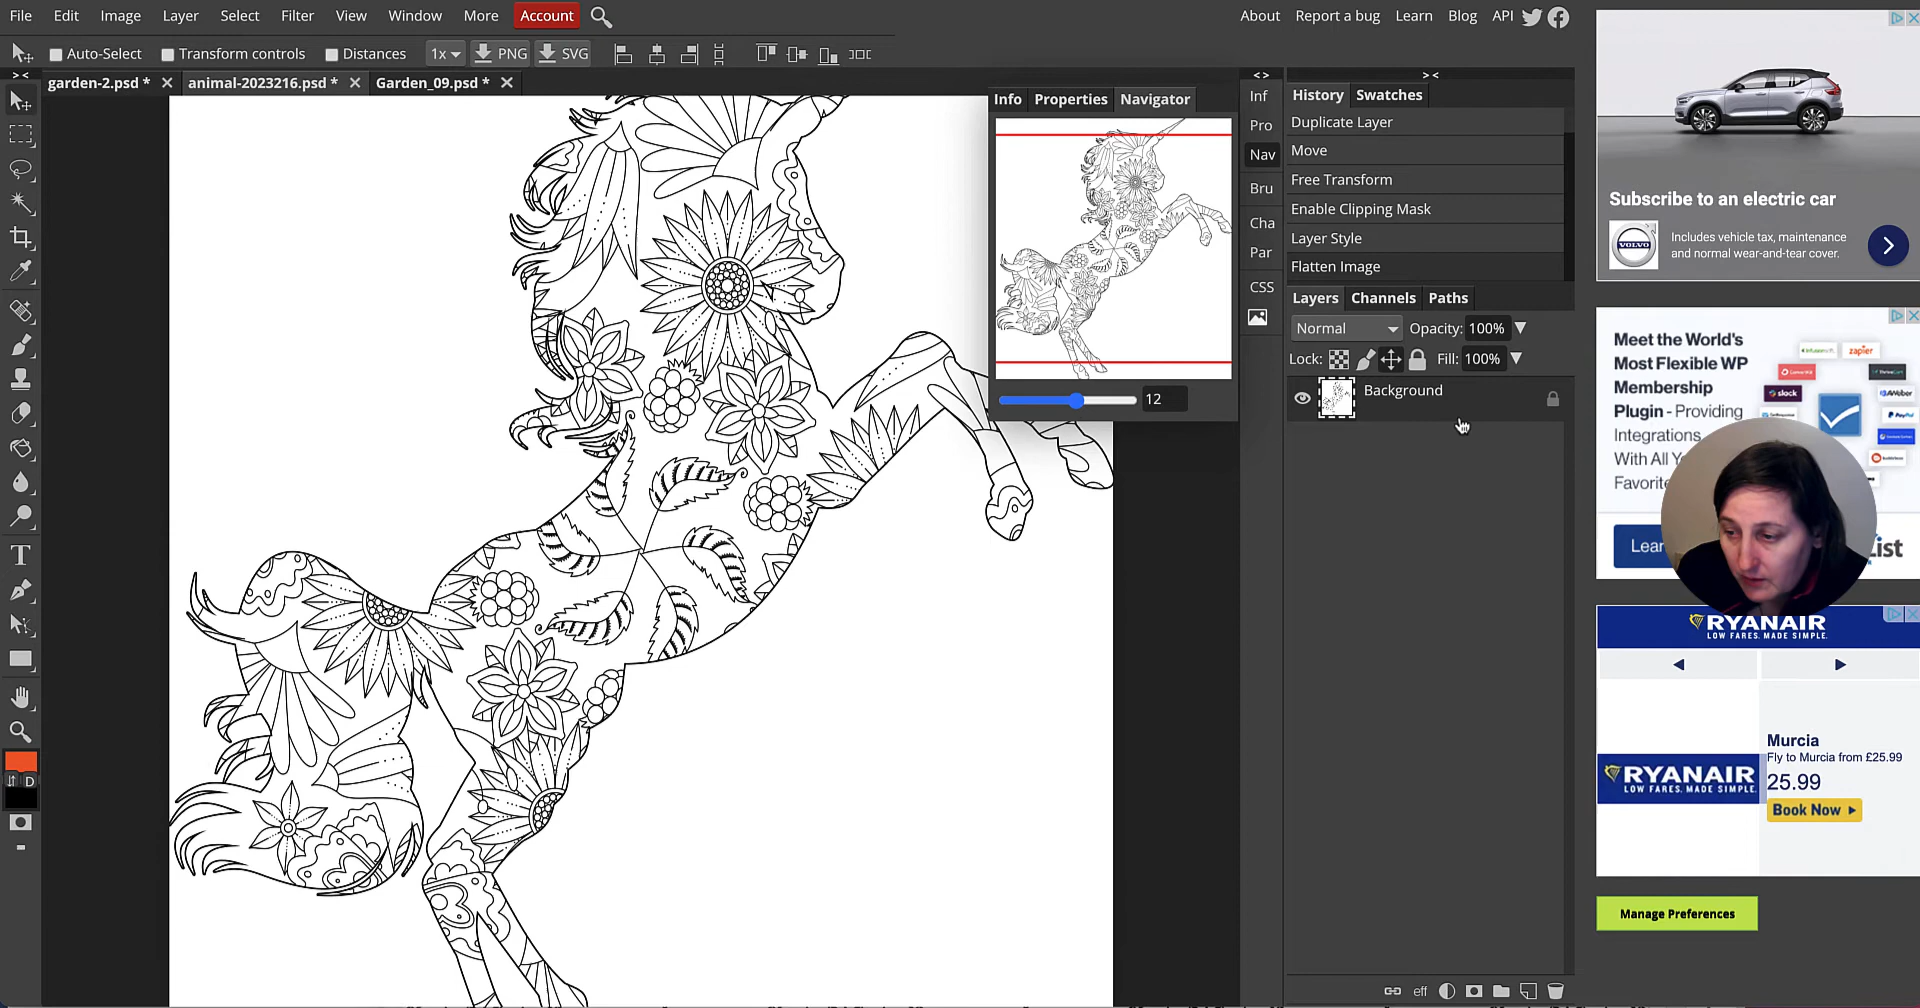 File Edit Image Layer Select Filter View Window More Account
About Report a bug Learn Blog API
Auto-Select Transform controls Distances 1x PNG SVG
> <
garden-2.psd * animal-2023216.psd * Garden_09.psd *
Info Properties Navigator
12
< >
Inf
Pro
Nav
Bru
Cha
Par
CSS
> <
History Swatches
Duplicate Layer
Move
Free Transform
Enable Clipping Mask
Layer Style
Flatten Image
Layers Channels Paths
Normal Opacity: 100%
Lock: Fill: 100%
Background
eff
T
D
Subscribe to an electric car
VOLVO
Includes vehicle tax, maintenance
and normal wear-and-tear cover.
Meet the World's
Most Flexible WP
Membership
Plugin - Providing
Integrations
With All
zapier
slack
AWeber
PayPal
RYANAIR
LOW FARES. MADE SIMPLE.
RYANAIR
LOW FARES. MADE SIMPLE.
Murcia
Fly to Murcia from £25.99
25.99
Book Now
Manage Preferences